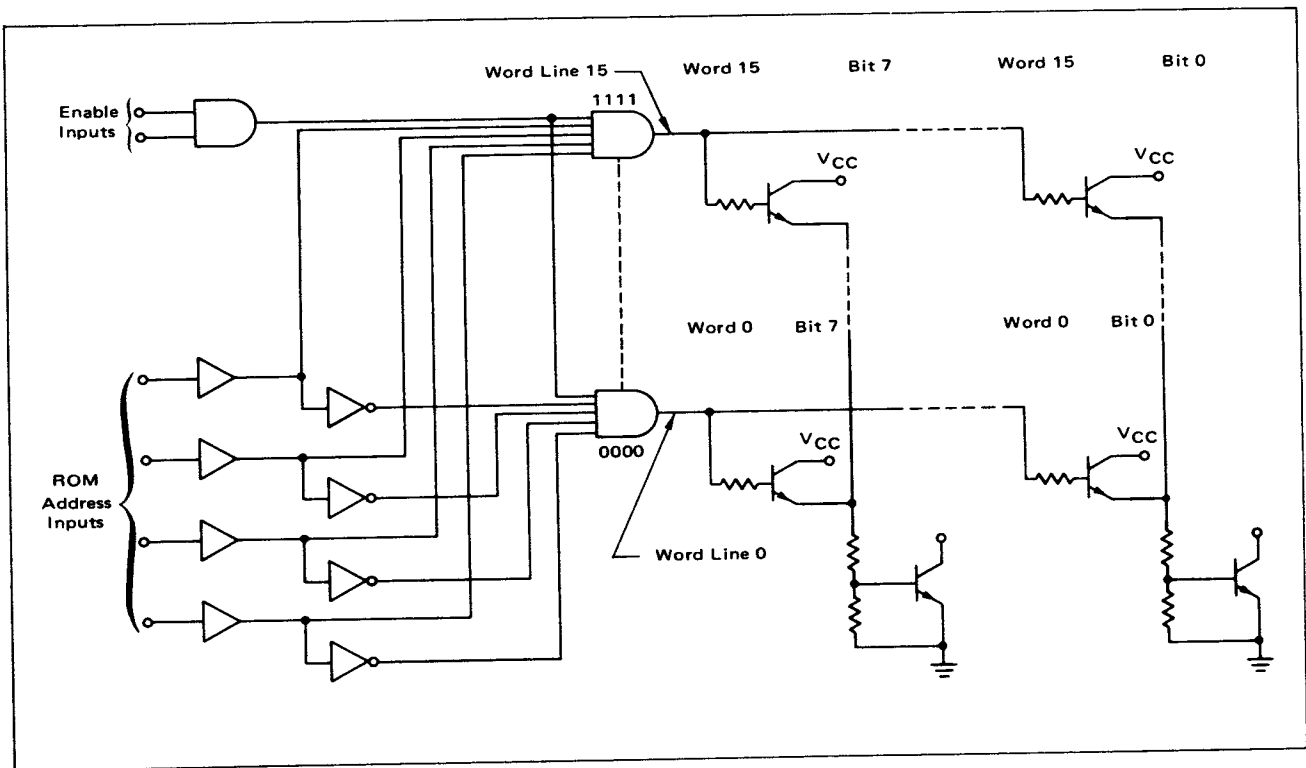 Word Line 15
Word 15
Bit 7
Word 15
Bit 0
Enable
Inputs
1111
VCC
VCC
Word 0
Bit 7
Word 0
Bit 0
ROM
Address
Inputs
0000
VCC
VCC
Word Line 0